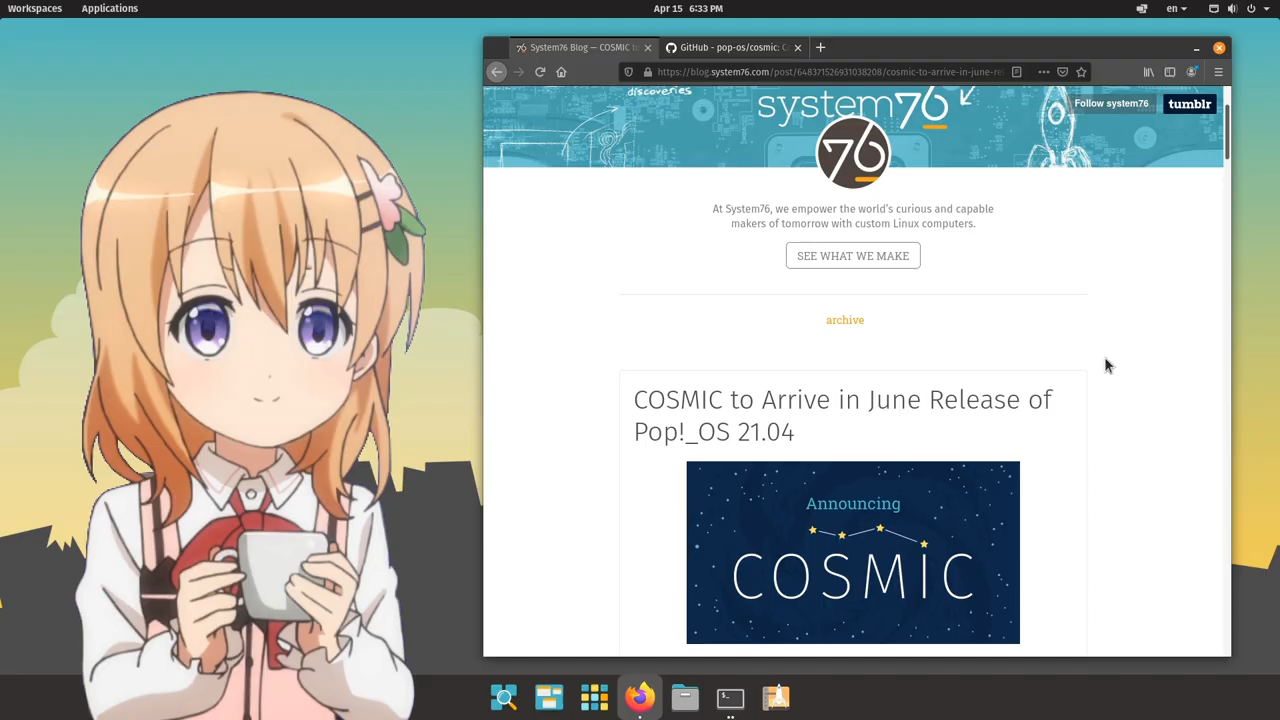 Workspaces Applications Apr 15 6:33 PM en
System76 Blog — COSMIC to GitHub - pop-os/cosmic: C
https://blog.system76.com/post/648371526931038208/cosmic-to-arrive-in-june-re
discoveries
system76
Follow system76 tumblr
76
At System76, we empower the world's curious and capable
makers of tomorrow with custom Linux computers.
SEE WHAT WE MAKE
archive
COSMIC to Arrive in June Release of
Pop!_OS 21.04
Announcing
COSMIC